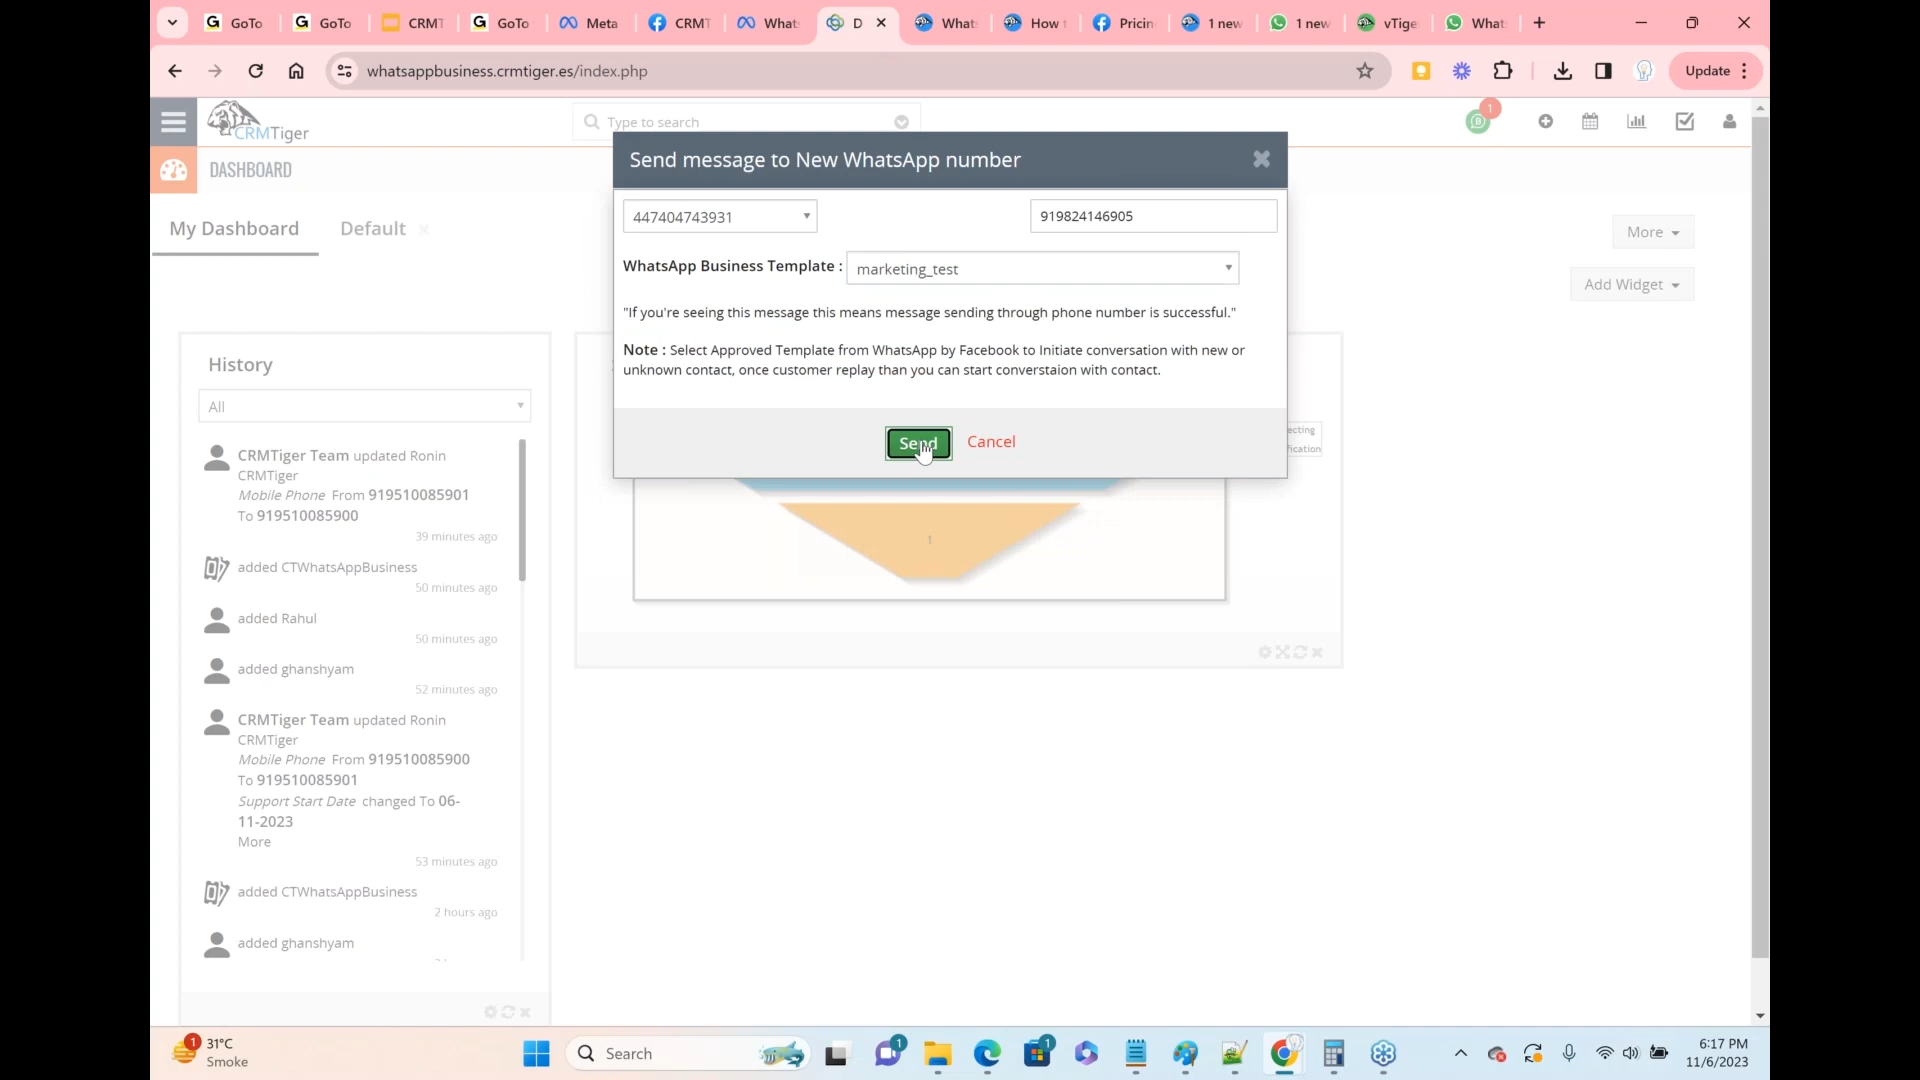 GoTo
GoTo
CRMT
GoTo
Meta
CRMT
Whats
D
What
How
Pricin
1 new
1 new
vTige
What
whatsappbusiness.crmtiger.es/index.php
Update
CRMTiger
Type to search
1
DASHBOARD
Send message to New WhatsApp number
My Dashboard
Default
447404743931
919824146905
More
WhatsApp Business Template :
marketing_test
Add Widget
"If you're seeing this message this means message sending through phone number is successful."
Note : Select Approved Template from WhatsApp by Facebook to Initiate conversation with new or
unknown contact, once customer replay than you can start converstaion with contact.
Send
Cancel
ecting
fication
1
History
All
CRMTiger Team updated Ronin
CRMTiger
Mobile Phone From 919510085901
To 919510085900
39 minutes ago
added CTWhatsAppBusiness
50 minutes ago
added Rahul
50 minutes ago
added ghanshyam
52 minutes ago
CRMTiger Team updated Ronin
CRMTiger
Mobile Phone From 919510085900
To 919510085901
Support Start Date changed To 06-
11-2023
More
53 minutes ago
added CTWhatsAppBusiness
2 hours ago
added ghanshyam
1
31°C
Smoke
Search
1
1
6:17 PM
11/6/2023